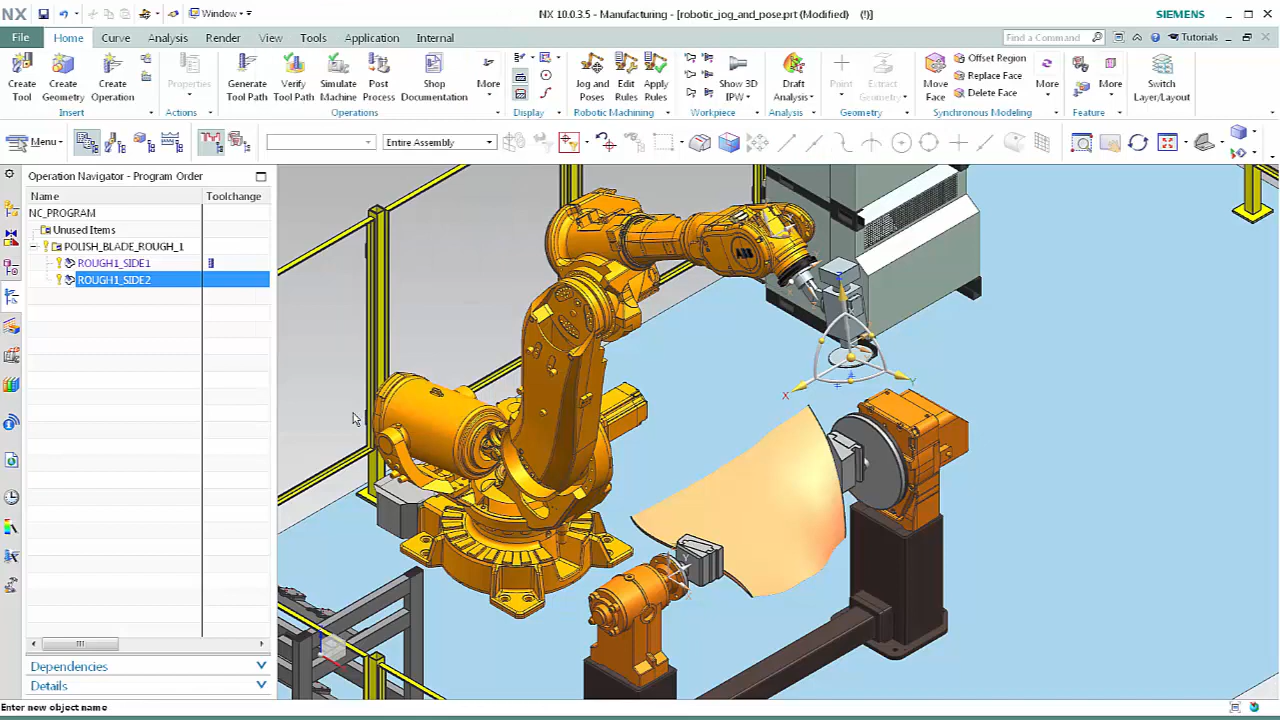 NX
Window
NX 10.0.3.5 - Manufacturing - [robotic_jog_and_pose.prt (Modified) (!)]
SIEMENS
File
Home
Curve
Analysis
Render
View
Tools
Application
Internal
Find a Command
Tutorials
Create Tool
Create Geometry
Create Operation
Properties
Generate Tool Path
Verify Tool Path
Simulate Machine
Post Process
Shop Documentation
More
Jog and Poses
Edit Rules
Apply Rules
Show 3D IPW
Draft Analysis
Point
Extract Geometry
Move Face
Offset Region
Replace Face
Delete Face
More
More
Switch Layer/Layout
Insert
Actions
Operations
Display
Robotic Machining
Workpiece
Analysis
Geometry
Synchronous Modeling
Feature
Menu
Entire Assembly
Operation Navigator - Program Order
Name
Toolchange
NC_PROGRAM
Unused Items
POLISH_BLADE_ROUGH_1
ROUGH1_SIDE1
ROUGH1_SIDE2
ABB
Z
X
Y
Y
X
Dependencies
Details
Enter new object name